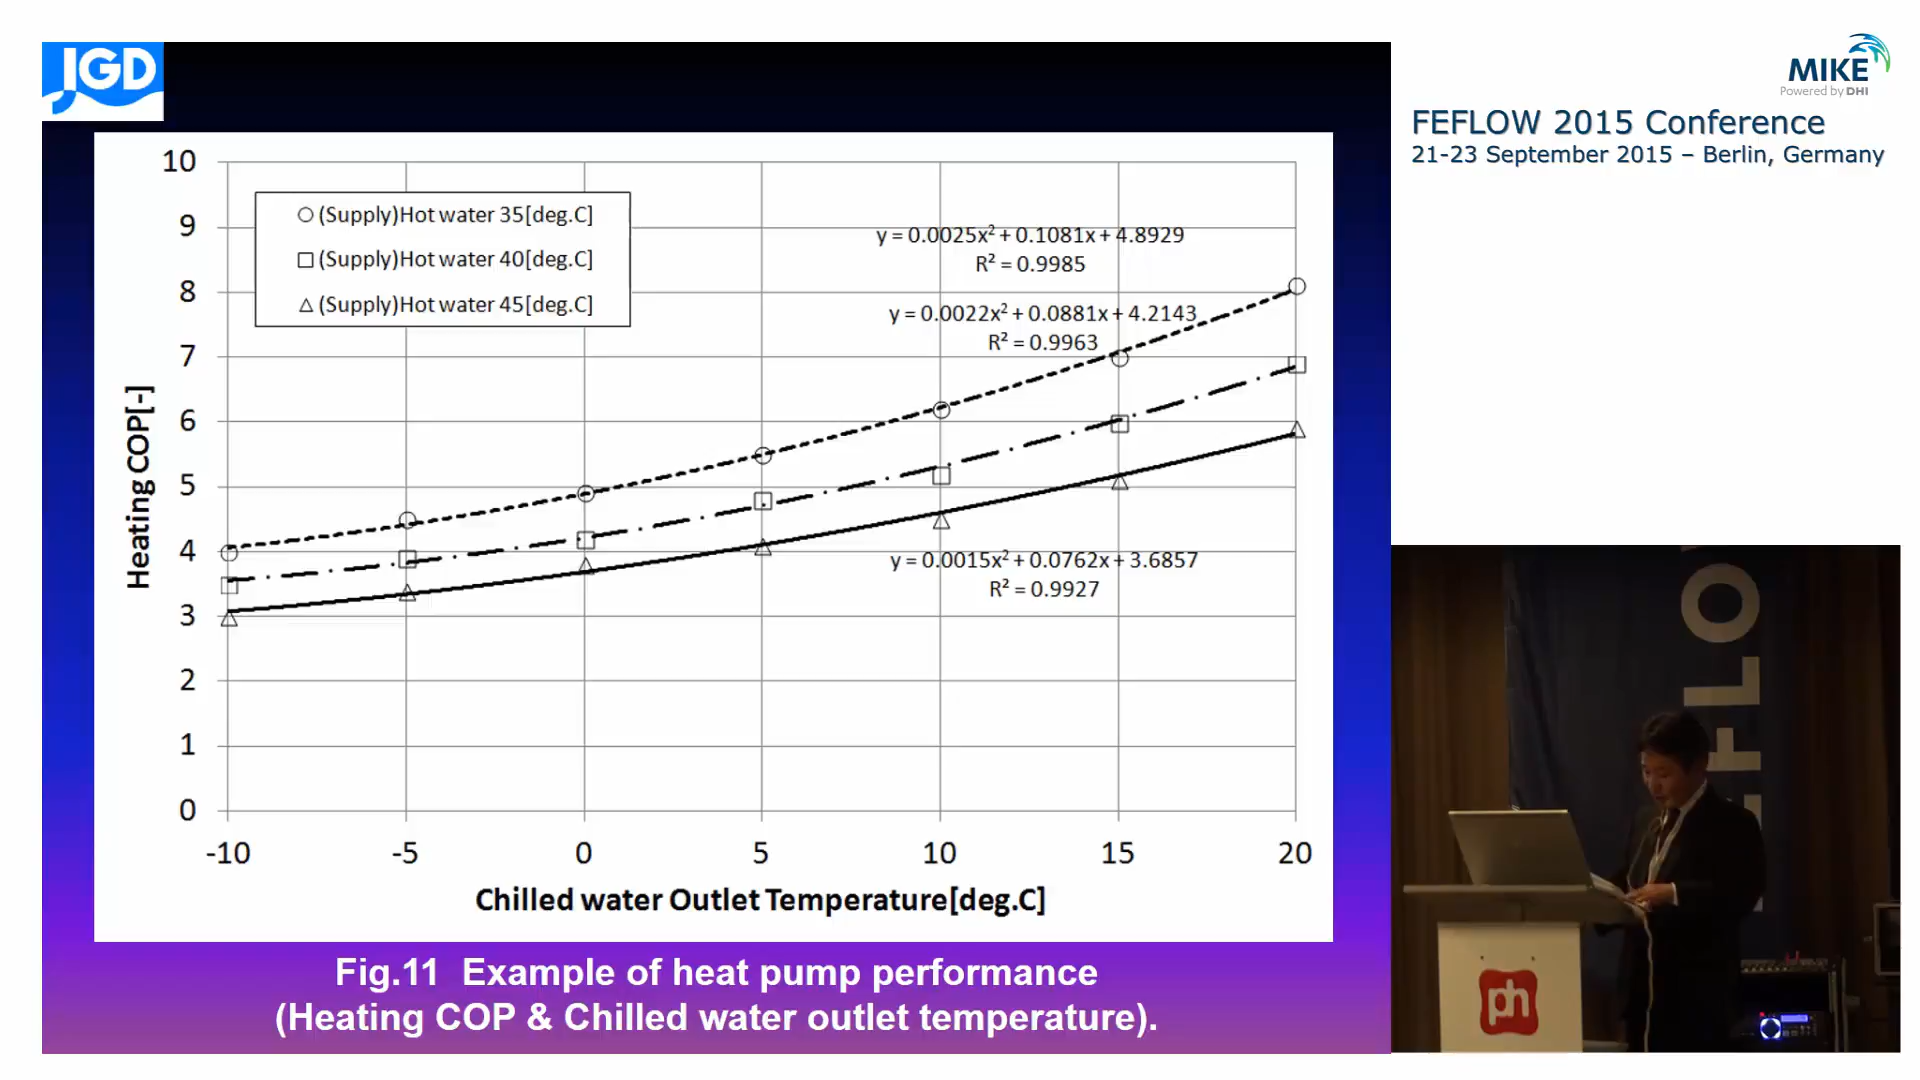 JGD
MIKE
Powered by DHI
FEFLOW 2015 Conference
21-23 September 2015 – Berlin, Germany
10
9
8
7
6
5
4
3
2
1
0
Heating COP[-]
(Supply)Hot water 35[deg.C]
(Supply)Hot water 40[deg.C]
(Supply)Hot water 45[deg.C]
y = 0.0025x² + 0.1081x + 4.8929
R² = 0.9985
y = 0.0022x² + 0.0881x + 4.2143
R² = 0.9963
y = 0.0015x² + 0.0762x + 3.6857
R² = 0.9927
-10 -5 0 5 10 15 20
Chilled water Outlet Temperature[deg.C]
Fig.11 Example of heat pump performance
(Heating COP & Chilled water outlet temperature).
EFLO
ph